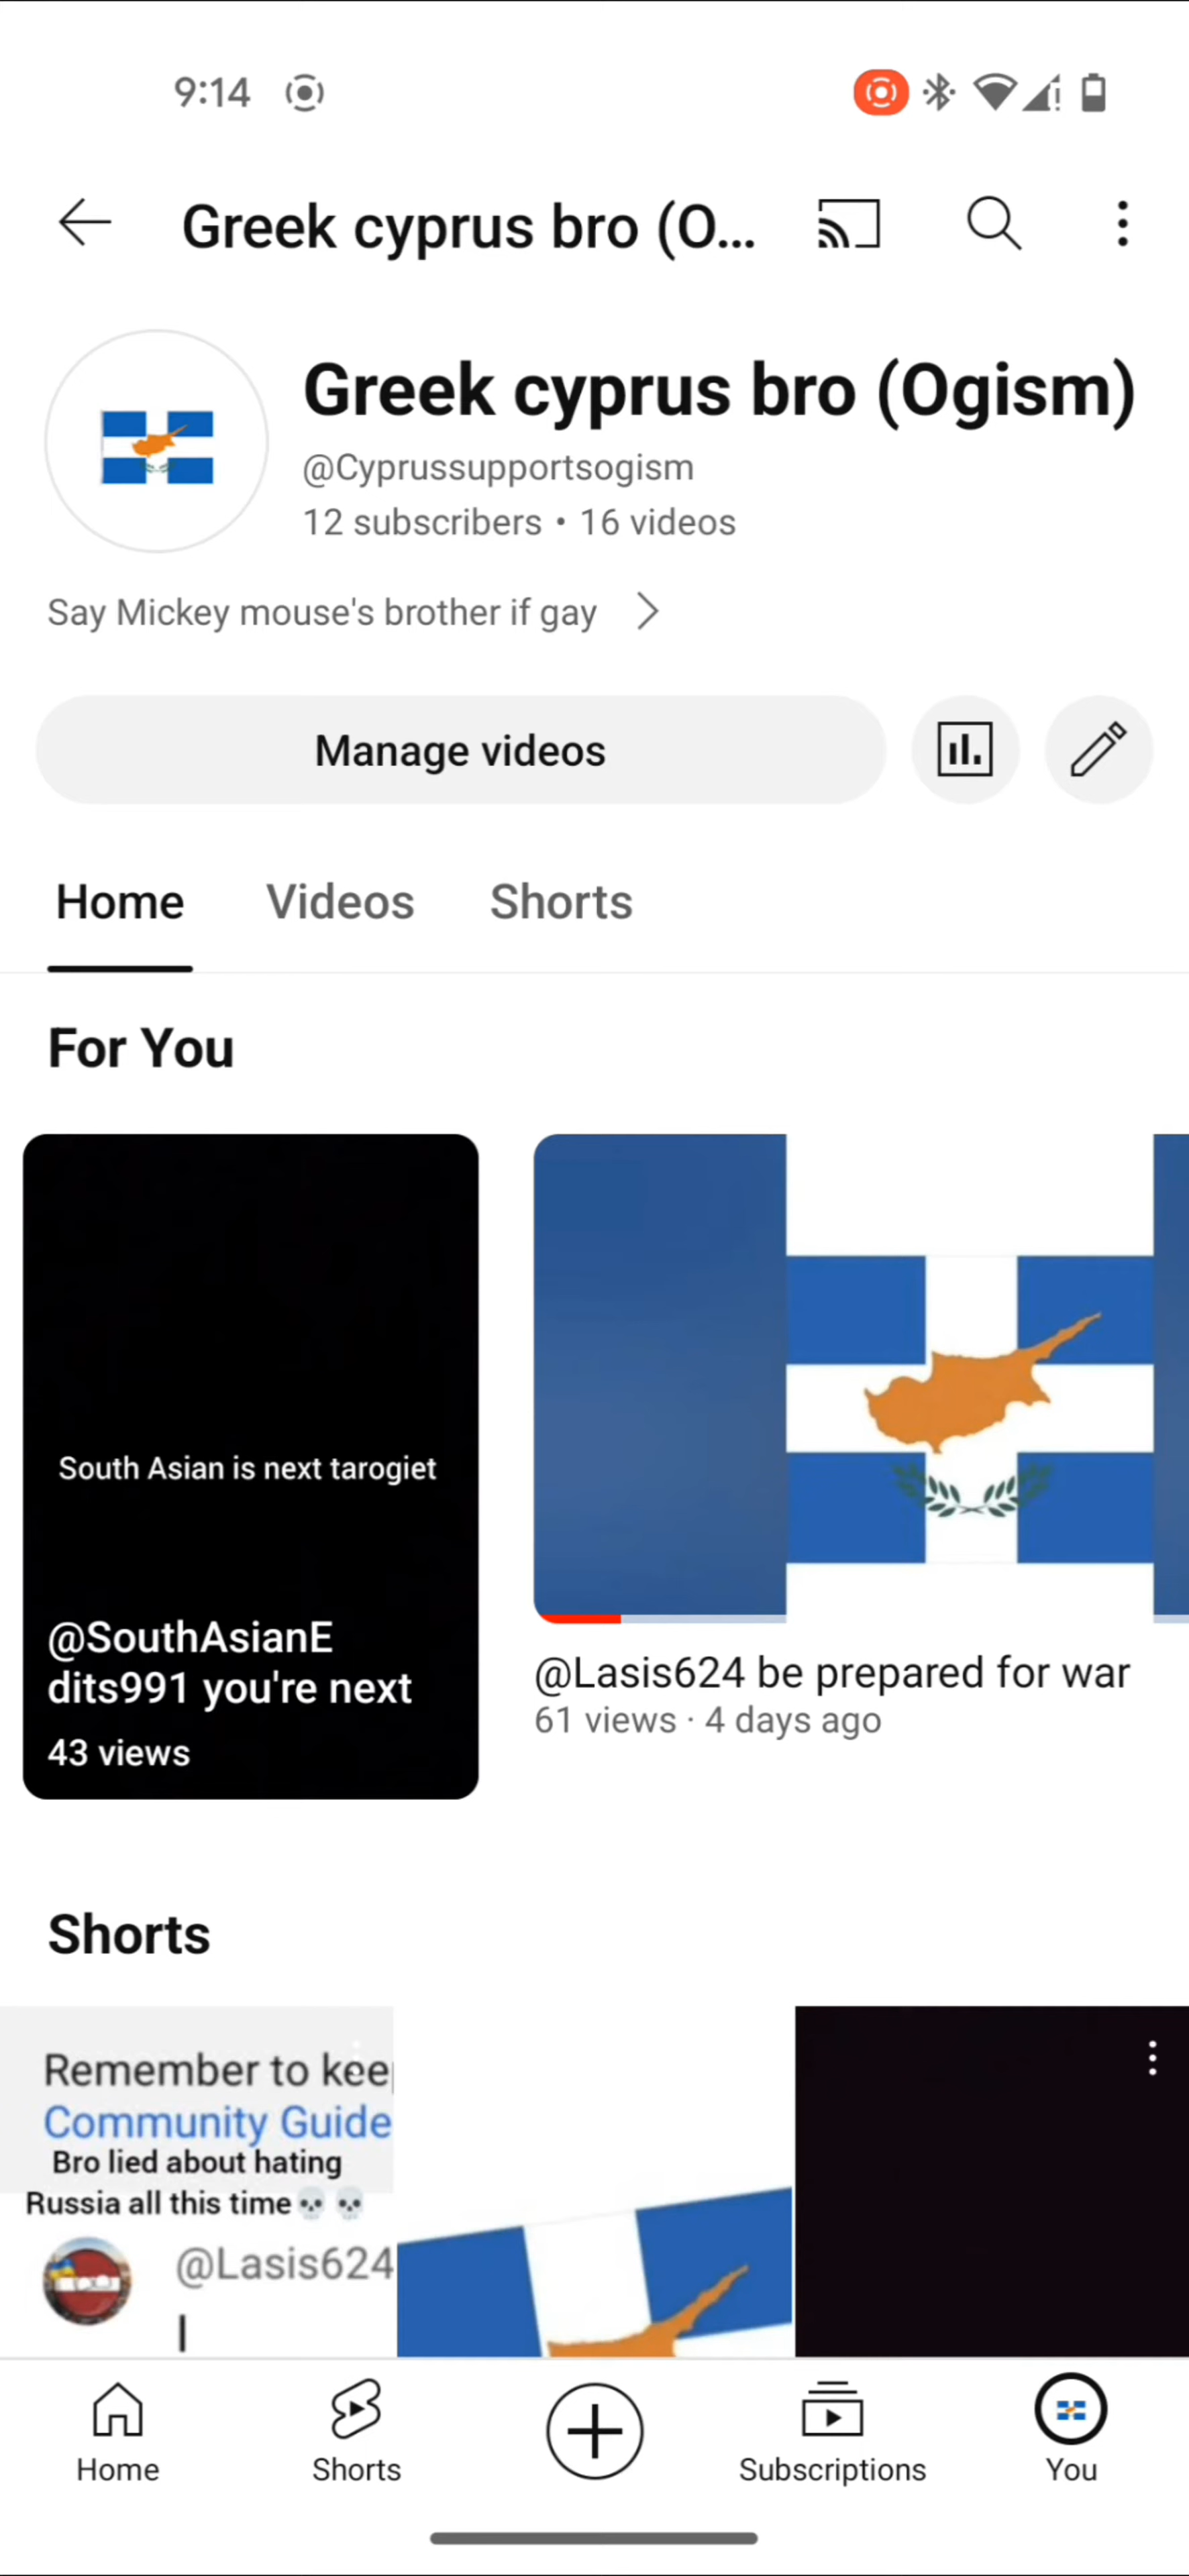 9:14
Greek cyprus bro (O...
Greek cyprus bro (Ogism)
@Cyprussupportsogism
12 subscribers • 16 videos
Say Mickey mouse's brother if gay
Manage videos
Home Videos Shorts
For You
South Asian is next tarogiet
@SouthAsianE
dits991 you're next
43 views
@Lasis624 be prepared for war
61 views · 4 days ago
Shorts
Remember to kee
Community Guide
Bro lied about hating
Russia all this time💀💀
@Lasis624
I
Home Shorts Subscriptions You